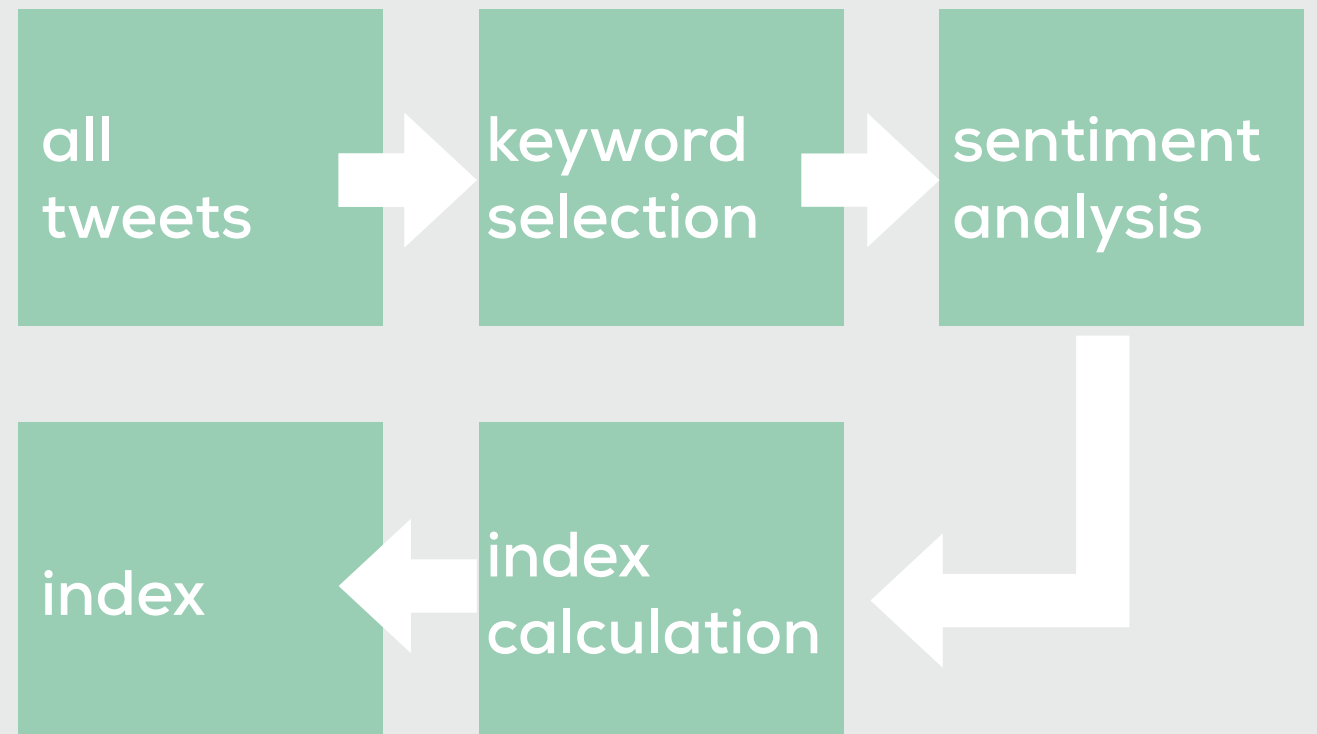 all
tweets
keyword
selection
sentiment
analysis
index
index
calculation